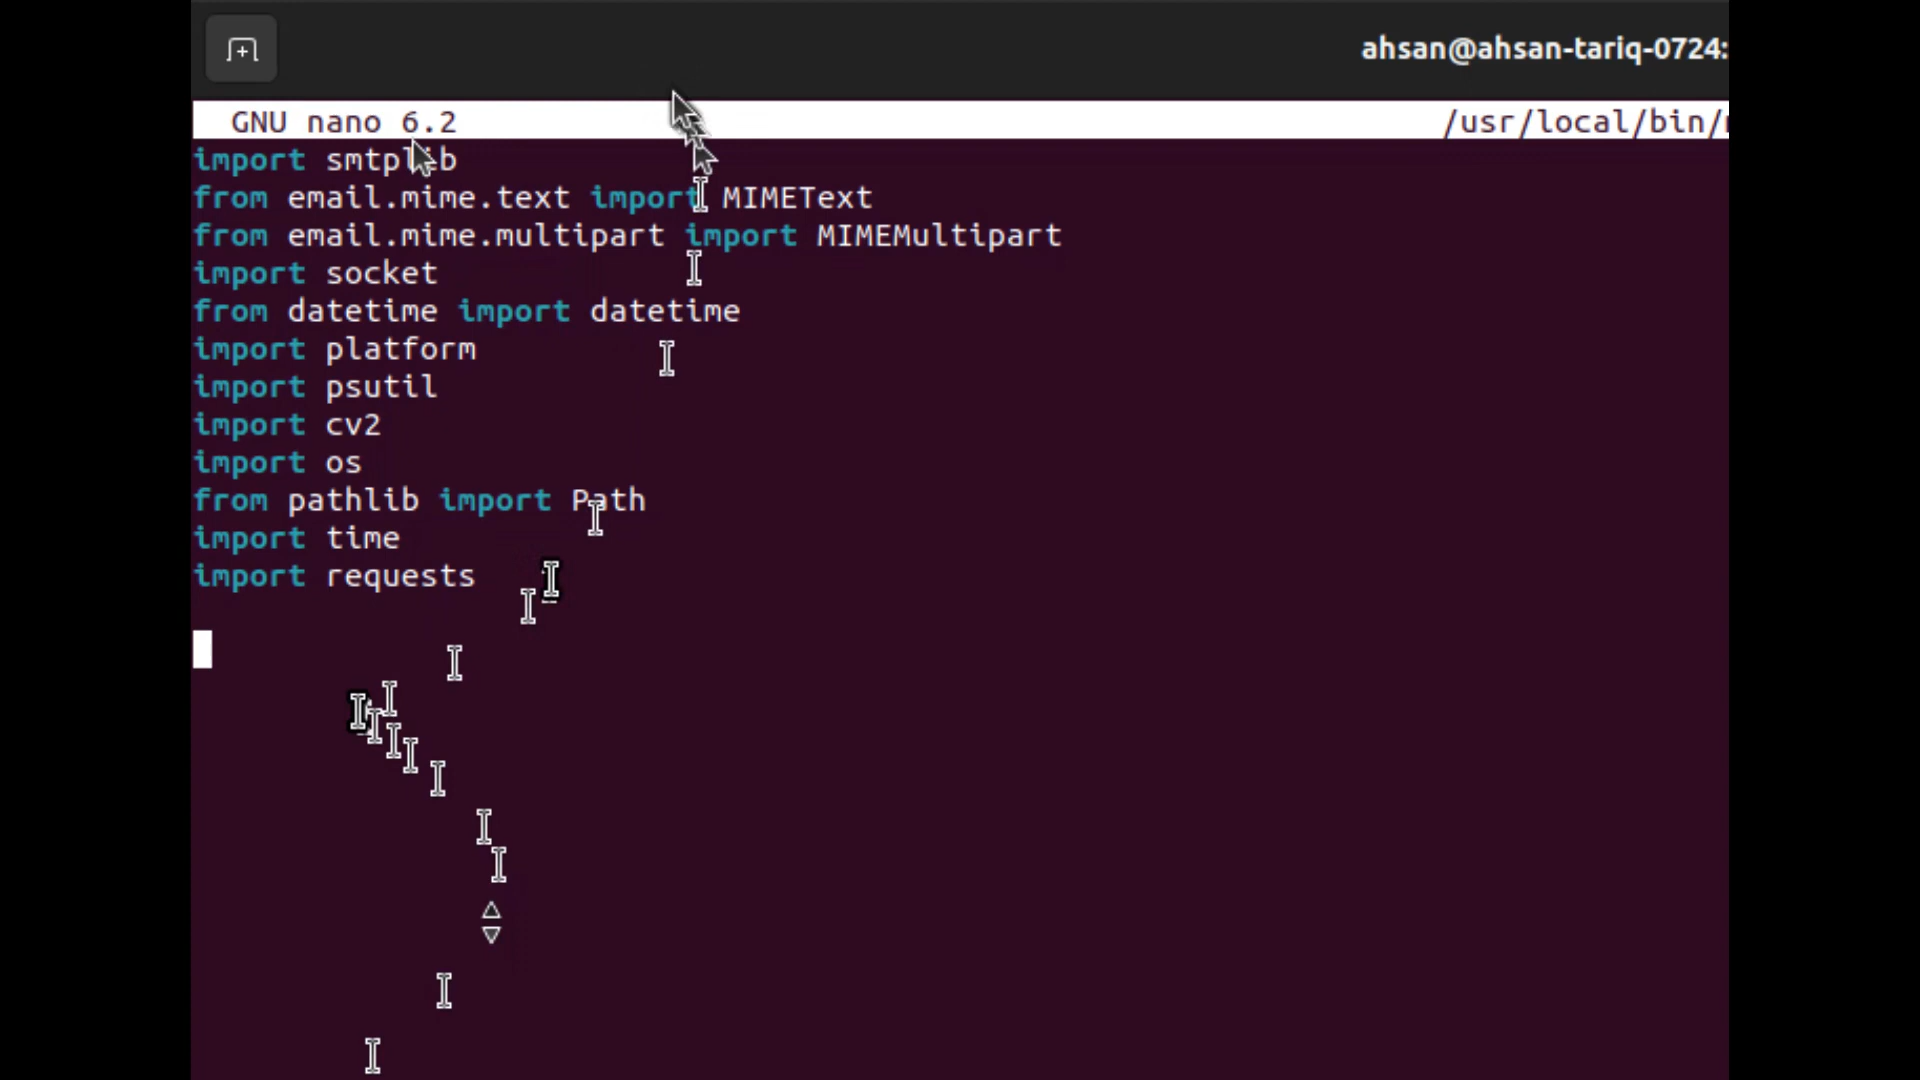 ahsan@ahsan-tariq-0724:
GNU nano 6.2 /usr/local/bin/
import smtplib
from email.mime.text import MIMEText
from email.mime.multipart import MIMEMultipart
import socket
from datetime import datetime
import platform
import psutil
import cv2
import os
from pathlib import Path
import time
import requests